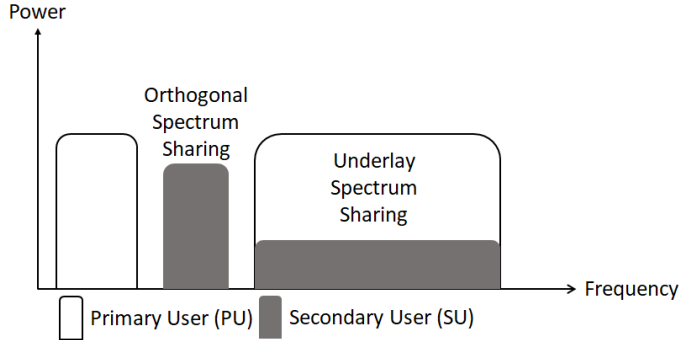 Power
Orthogonal
Spectrum
Sharing
Underlay
Spectrum
Sharing
Frequency
Primary User (PU)
Secondary User (SU)